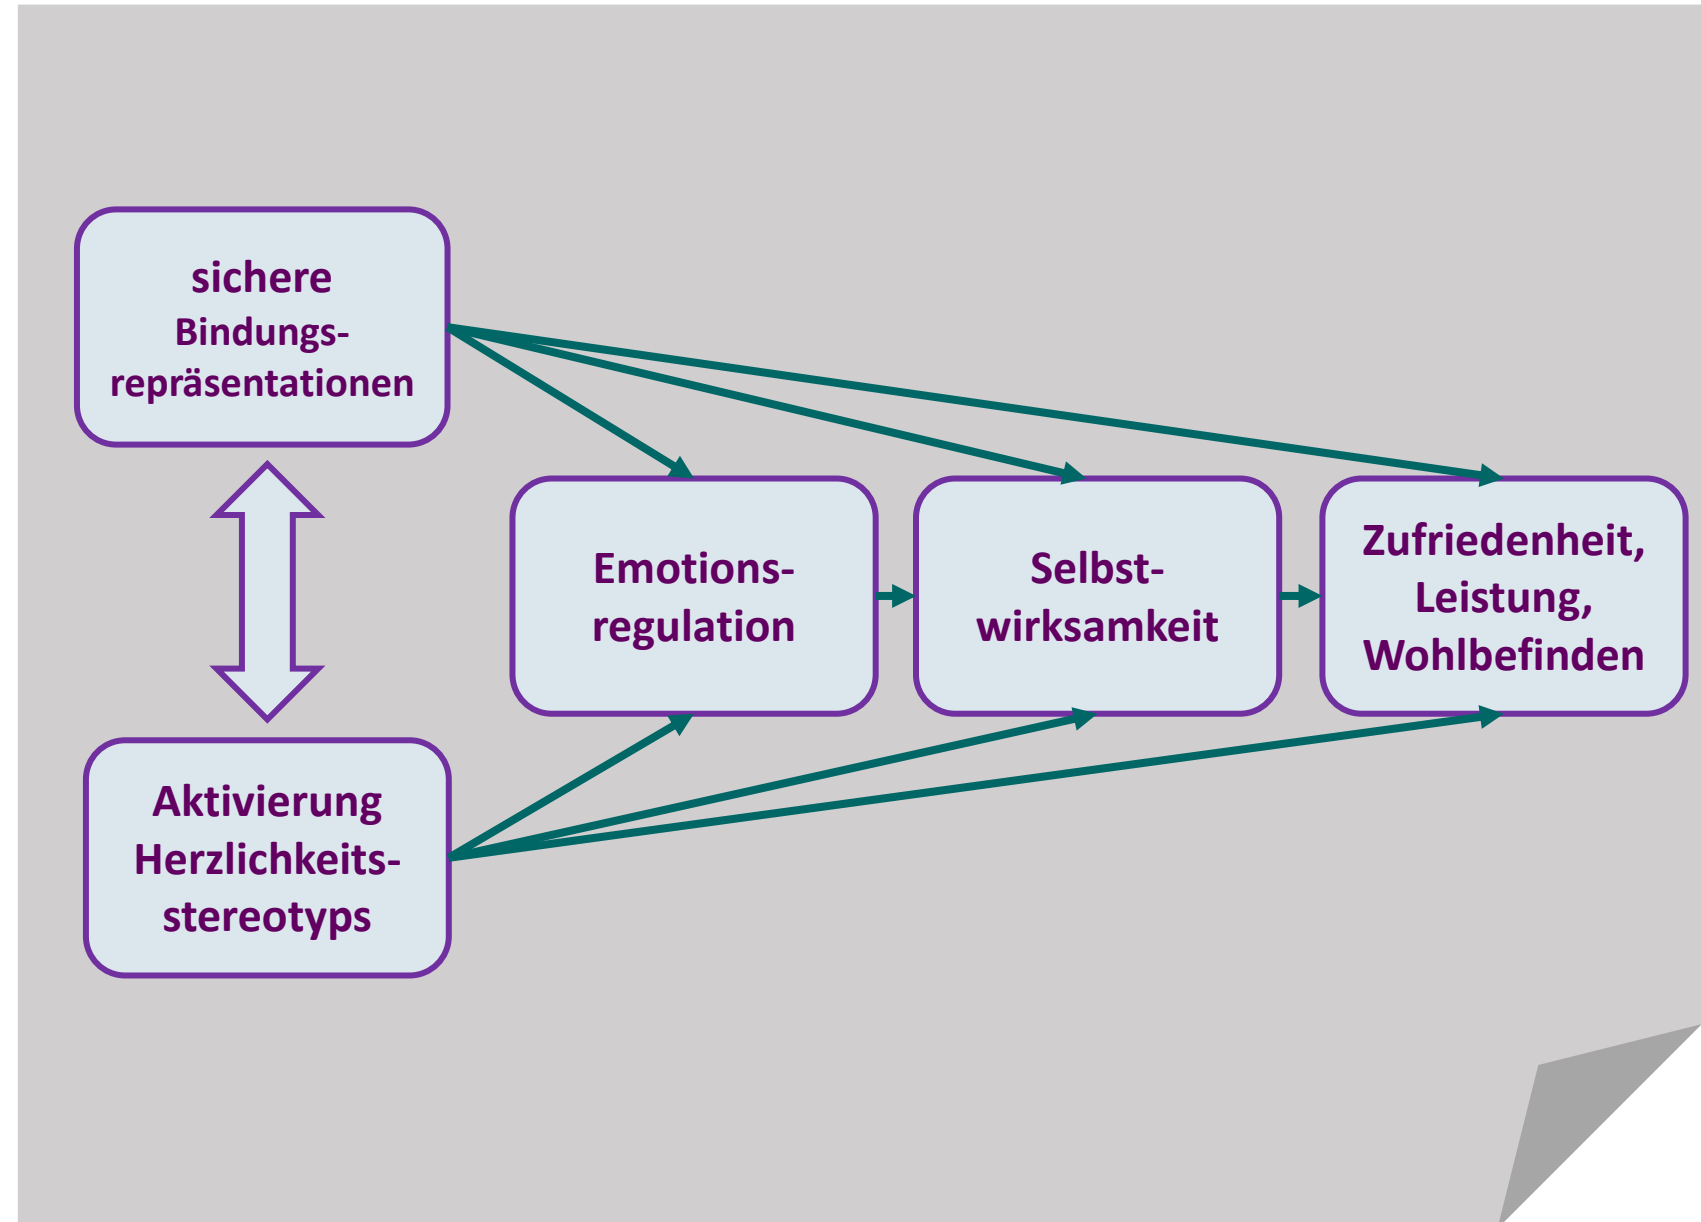 sichere
Bindungs-
repräsentationen
Emotions-
regulation
Selbst-
wirksamkeit
Zufriedenheit,
Leistung,
Wohlbefinden
Aktivierung
Herzlichkeits-
stereotyps